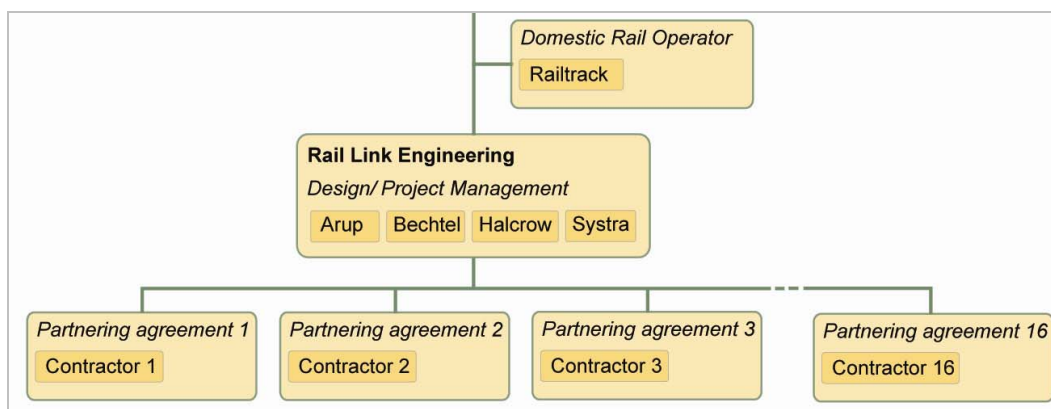 Domestic Rail Operator
Railtrack
Rail Link Engineering
Design/ Project Management
Arup Bechtel Halcrow Systra
Partnering agreement 1
Contractor 1
Partnering agreement 2
Contractor 2
Partnering agreement 3
Contractor 3
Partnering agreement 16
Contractor 16